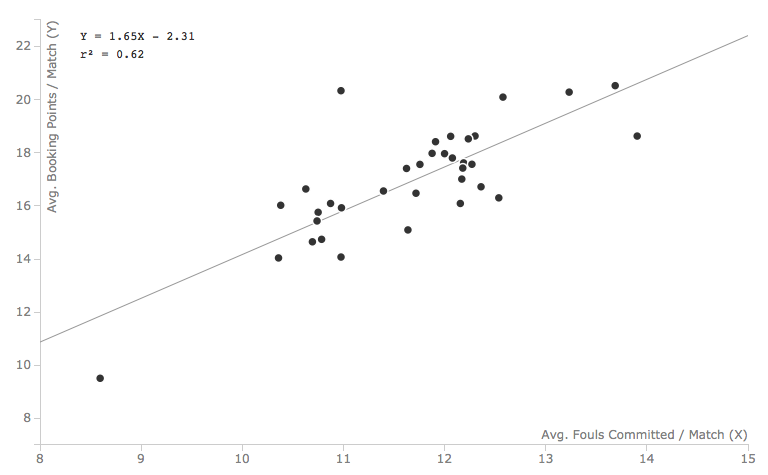 Y = 1.65X - 2.31
r² = 0.62
Avg. Booking Points / Match (Y)
22
20
18
16
14
12
10
8
Avg. Fouls Committed / Match (X)
8 9 10 11 12 13 14 15